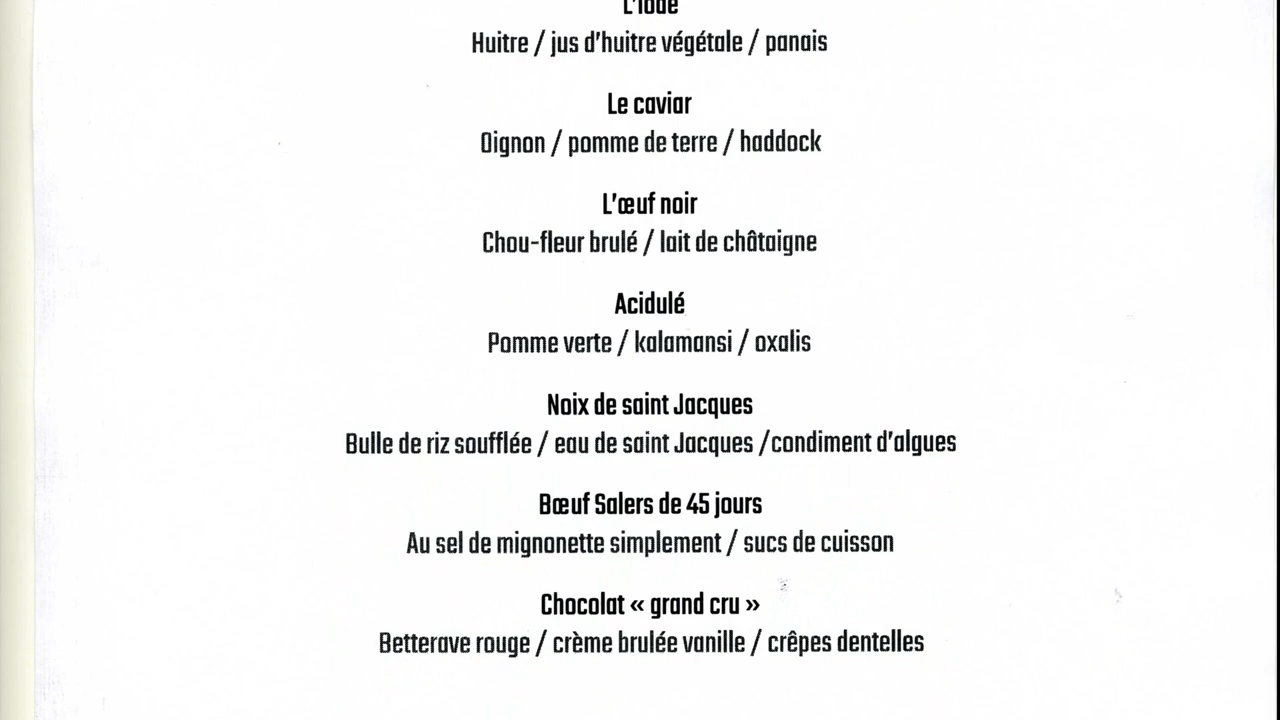 L'iode
Huitre / jus d'huitre végétale / panais
Le caviar
Oignon / pomme de terre / haddock
L'œuf noir
Chou-fleur brulé / lait de châtaigne
Acidulé
Pomme verte / kalamansi / oxalis
Noix de saint Jacques
Bulle de riz soufflée / eau de saint Jacques /condiment d'algues
Bœuf Salers de 45 jours
Au sel de mignonette simplement / sucs de cuisson
Chocolat « grand cru »
Betterave rouge / crème brulée vanille / crêpes dentelles